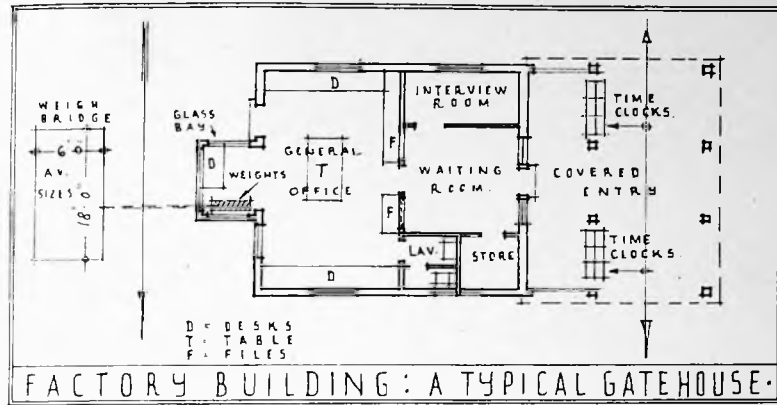 WEIGH
BRIDGE
6'-0"
AV.
SIZES
18'-0"
GLASS
BAY
D
WEIGHTS
D
GENERAL
T
OFFICE
D
F
F
INTERVIEW
ROOM
WAITING
ROOM.
LAV.
STORE
TIME
CLOCKS.
COVERED
ENTRY
TIME
CLOCKS.
D = DESKS
T = TABLE
F = FILES
FACTORY BUILDING: A TYPICAL GATEHOUSE.